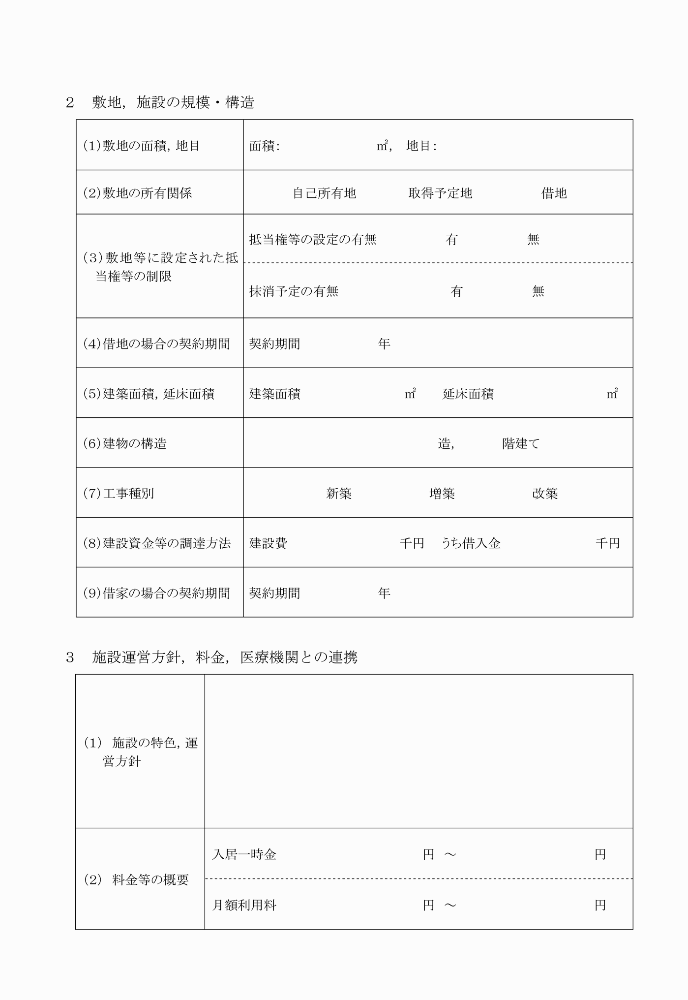 ２　敷地，施設の規模・構造
(1)敷地の面積，地目　面積：　　　㎡，　地目：
(2)敷地の所有関係　自己所有地　　　取得予定地　　　借地
(3)敷地等に設定された抵
当権等の制限
抵当権等の設定の有無　　　有　　　無
抹消予定の有無　　　有　　　無
(4)借地の場合の契約期間　契約期間　　　年
(5)建築面積，延床面積　建築面積　　　㎡　　延床面積　　　㎡
(6)建物の構造　　　造，　　　階建て
(7)工事種別　新築　　　増築　　　改築
(8)建設資金等の調達方法　建設費　　　千円　うち借入金　　　千円
(9)借家の場合の契約期間　契約期間　　　年
３　施設運営方針，料金，医療機関との連携
(1)　施設の特色，運
営方針
(2)　料金等の概要
入居一時金　　　円　～　　　円
月額利用料　　　円　～　　　円